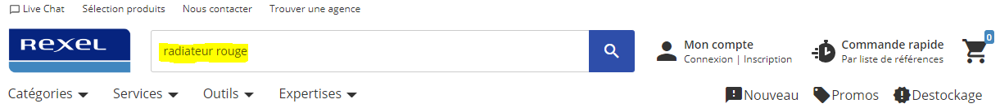 Live Chat Sélection produits Nous contacter Trouver une agence
REXEL radiateur rouge Mon compte Commande rapide 0
Connexion | Inscription Par liste de références
Catégories Services Outils Expertises Nouveau Promos Destockage